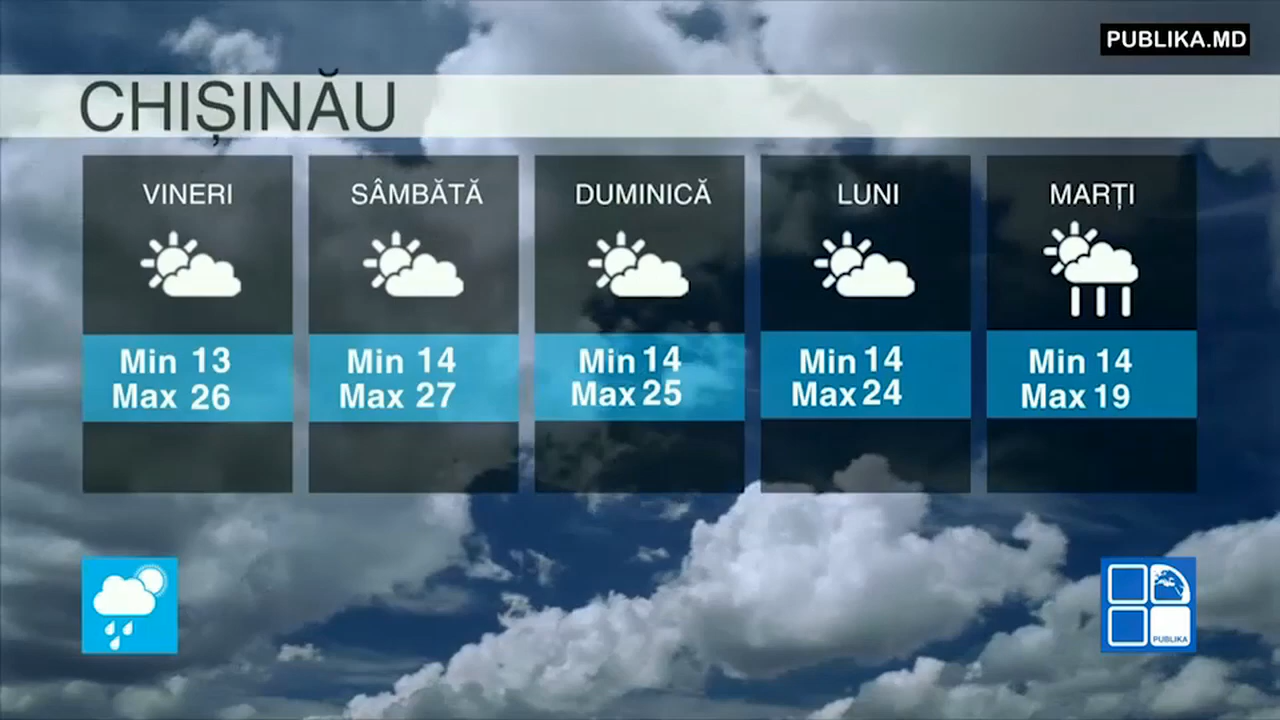 PUBLIKA.MD
CHIȘINĂU
VINERI
Min 13
Max 26
SÂMBĂTĂ
Min 14
Max 27
DUMINICĂ
Min 14
Max 25
LUNI
Min 14
Max 24
MARȚI
Min 14
Max 19
PUBLIKA